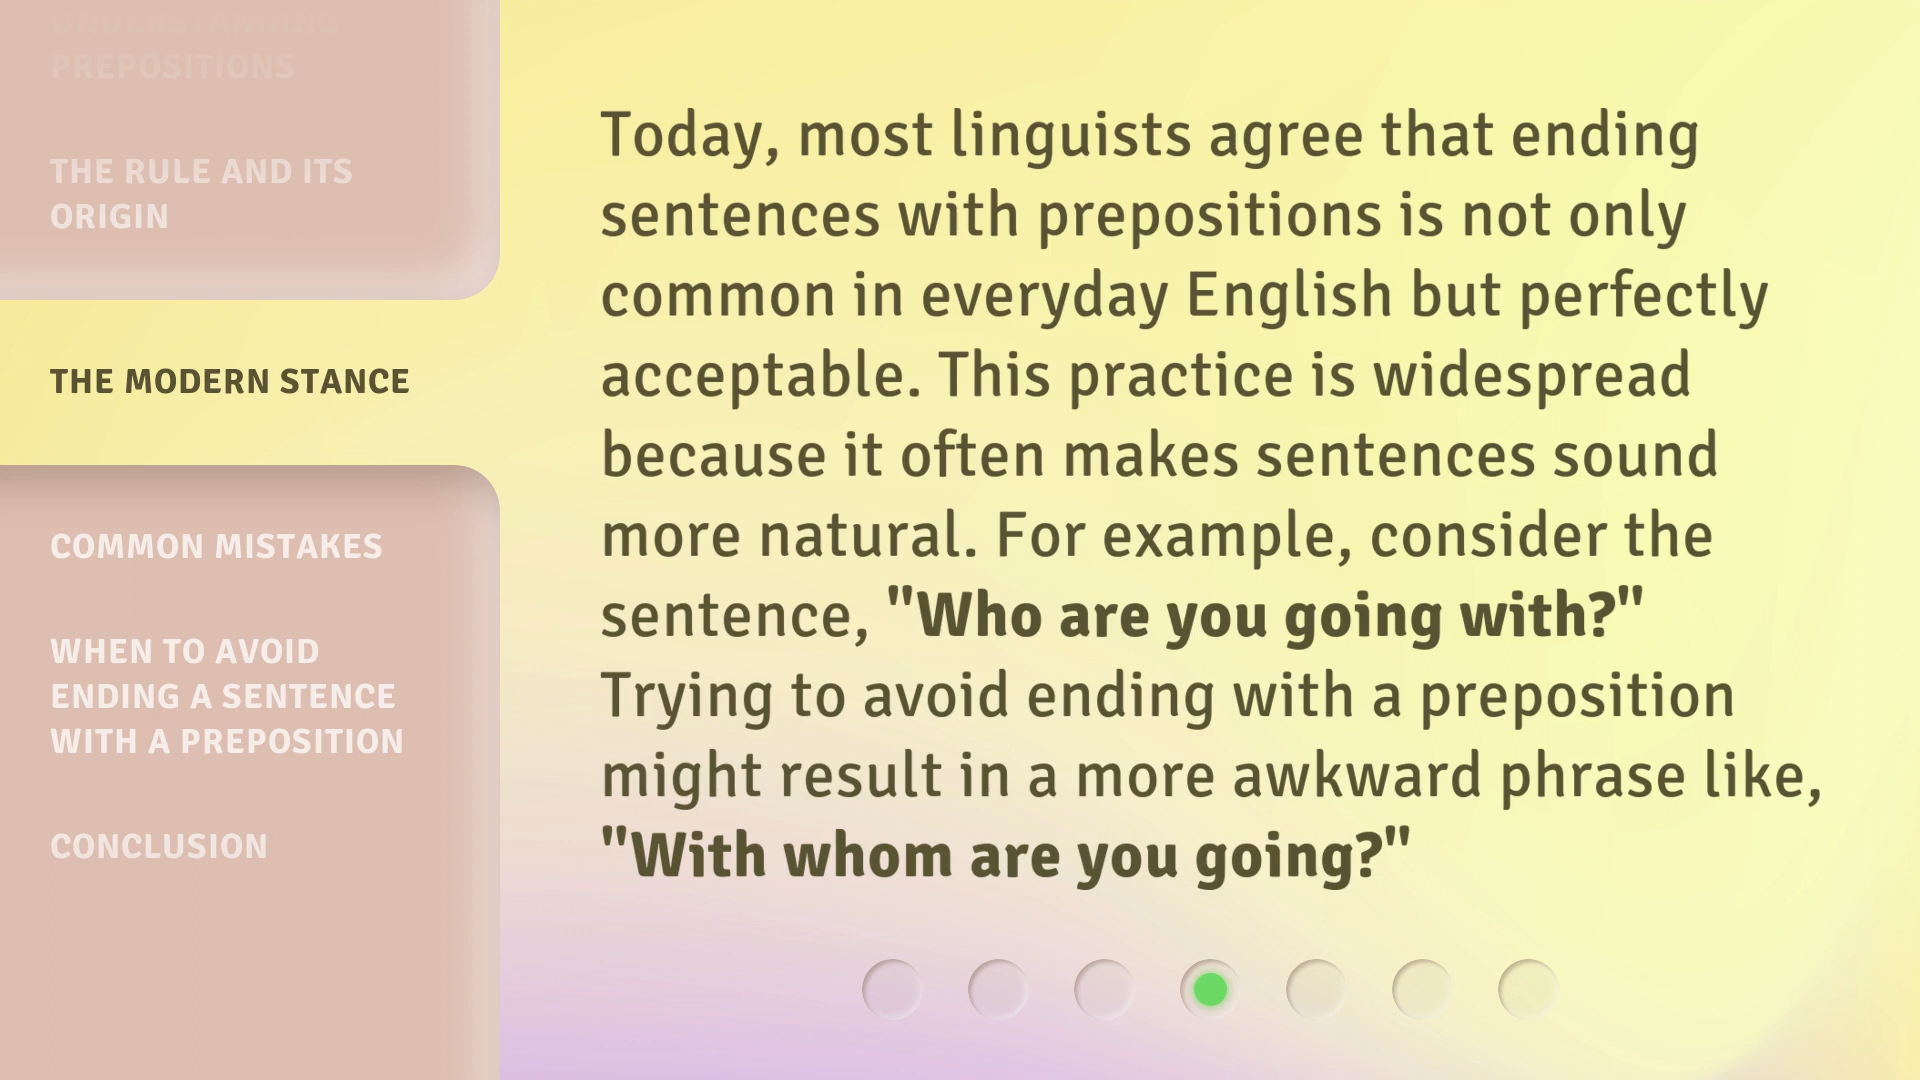 UNDERSTANDING
PREPOSITIONS
THE RULE AND ITS
ORIGIN
THE MODERN STANCE
COMMON MISTAKES
WHEN TO AVOID
ENDING A SENTENCE
WITH A PREPOSITION
CONCLUSION
Today, most linguists agree that ending
sentences with prepositions is not only
common in everyday English but perfectly
acceptable. This practice is widespread
because it often makes sentences sound
more natural. For example, consider the
sentence, "Who are you going with?"
Trying to avoid ending with a preposition
might result in a more awkward phrase like,
"With whom are you going?"